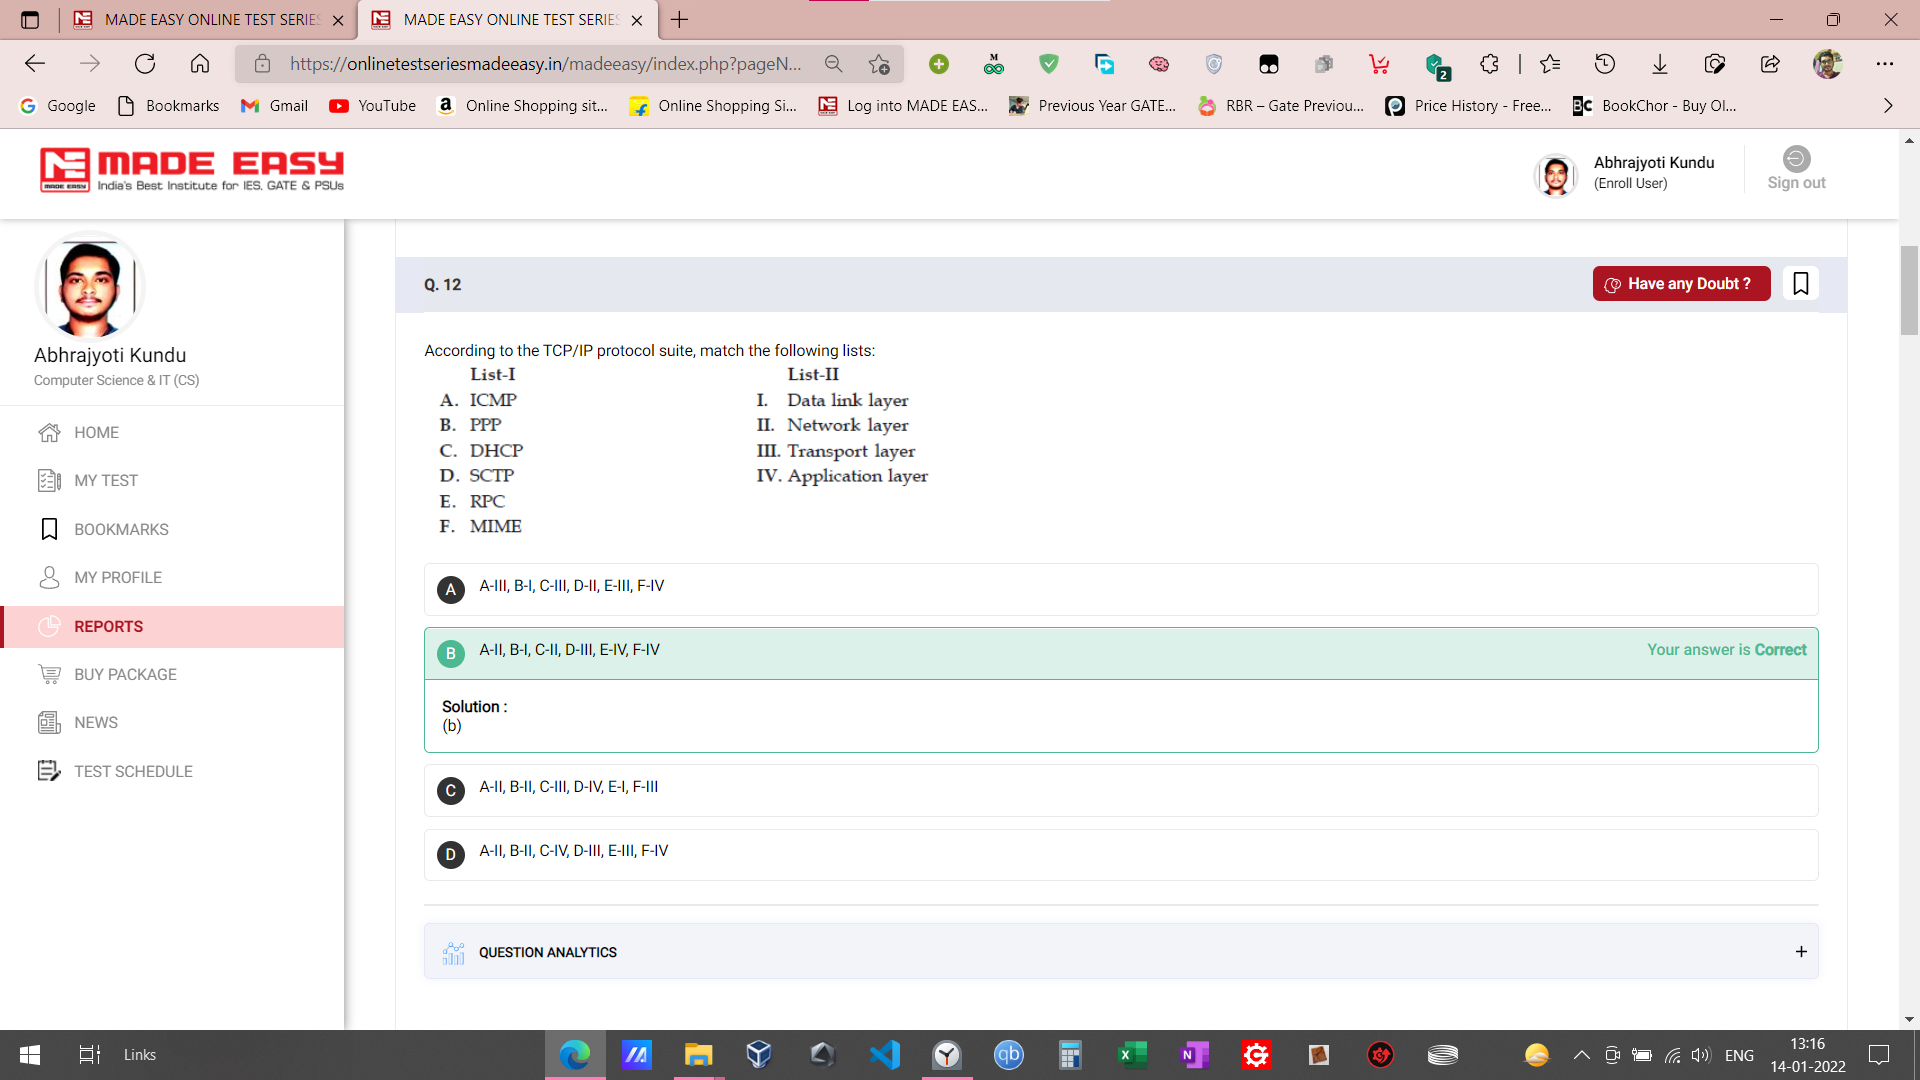 MADE EASY ONLINE TEST SERIES
MADE EASY ONLINE TEST SERIES
https://onlinetestseriesmadeeasy.in/madeeasy/index.php?pageN...
M
2
Google
Bookmarks
Gmail
YouTube
Online Shopping sit...
Online Shopping Si...
Log into MADE EAS...
Previous Year GATE...
RBR – Gate Previou...
Price History - Free...
BookChor - Buy Ol...
MADE EASY
MADE EASY
India's Best Institute for IES, GATE & PSUs
Abhrajyoti Kundu
(Enroll User)
Sign out
Abhrajyoti Kundu
Computer Science & IT (CS)
HOME
MY TEST
BOOKMARKS
MY PROFILE
REPORTS
BUY PACKAGE
NEWS
TEST SCHEDULE
Q. 12
Have any Doubt ?
According to the TCP/IP protocol suite, match the following lists:
List-I List-II
A. ICMP I. Data link layer
B. PPP II. Network layer
C. DHCP III. Transport layer
D. SCTP IV. Application layer
E. RPC
F. MIME
A A-III, B-I, C-III, D-II, E-III, F-IV
B A-II, B-I, C-II, D-III, E-IV, F-IV Your answer is Correct
Solution :
(b)
C A-II, B-II, C-III, D-IV, E-I, F-III
D A-II, B-II, C-IV, D-III, E-III, F-IV
QUESTION ANALYTICS +
Links
qb
ENG
13:16
14-01-2022